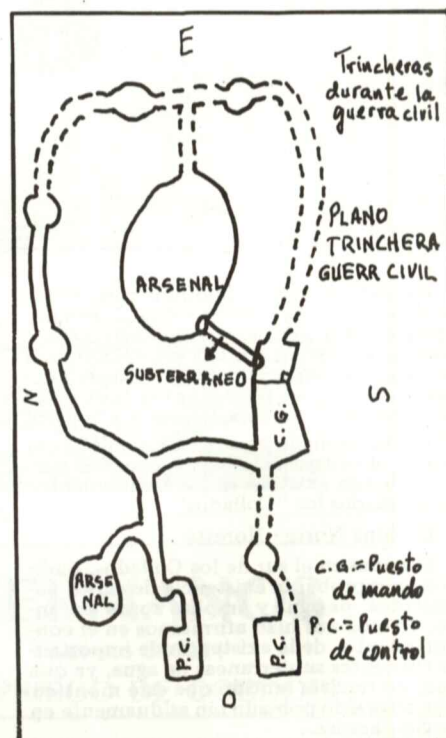 E
Trincheras
durante la
guerra civil
PLANO
TRINCHERA
GUERR CIVIL
ARSENAL
SUBTERRANEO
N
S
C.G.
ARSE
NAL
C.G.= Puesto
de mando
P.C.= Puesto
de control
P.C.
P.C.
O